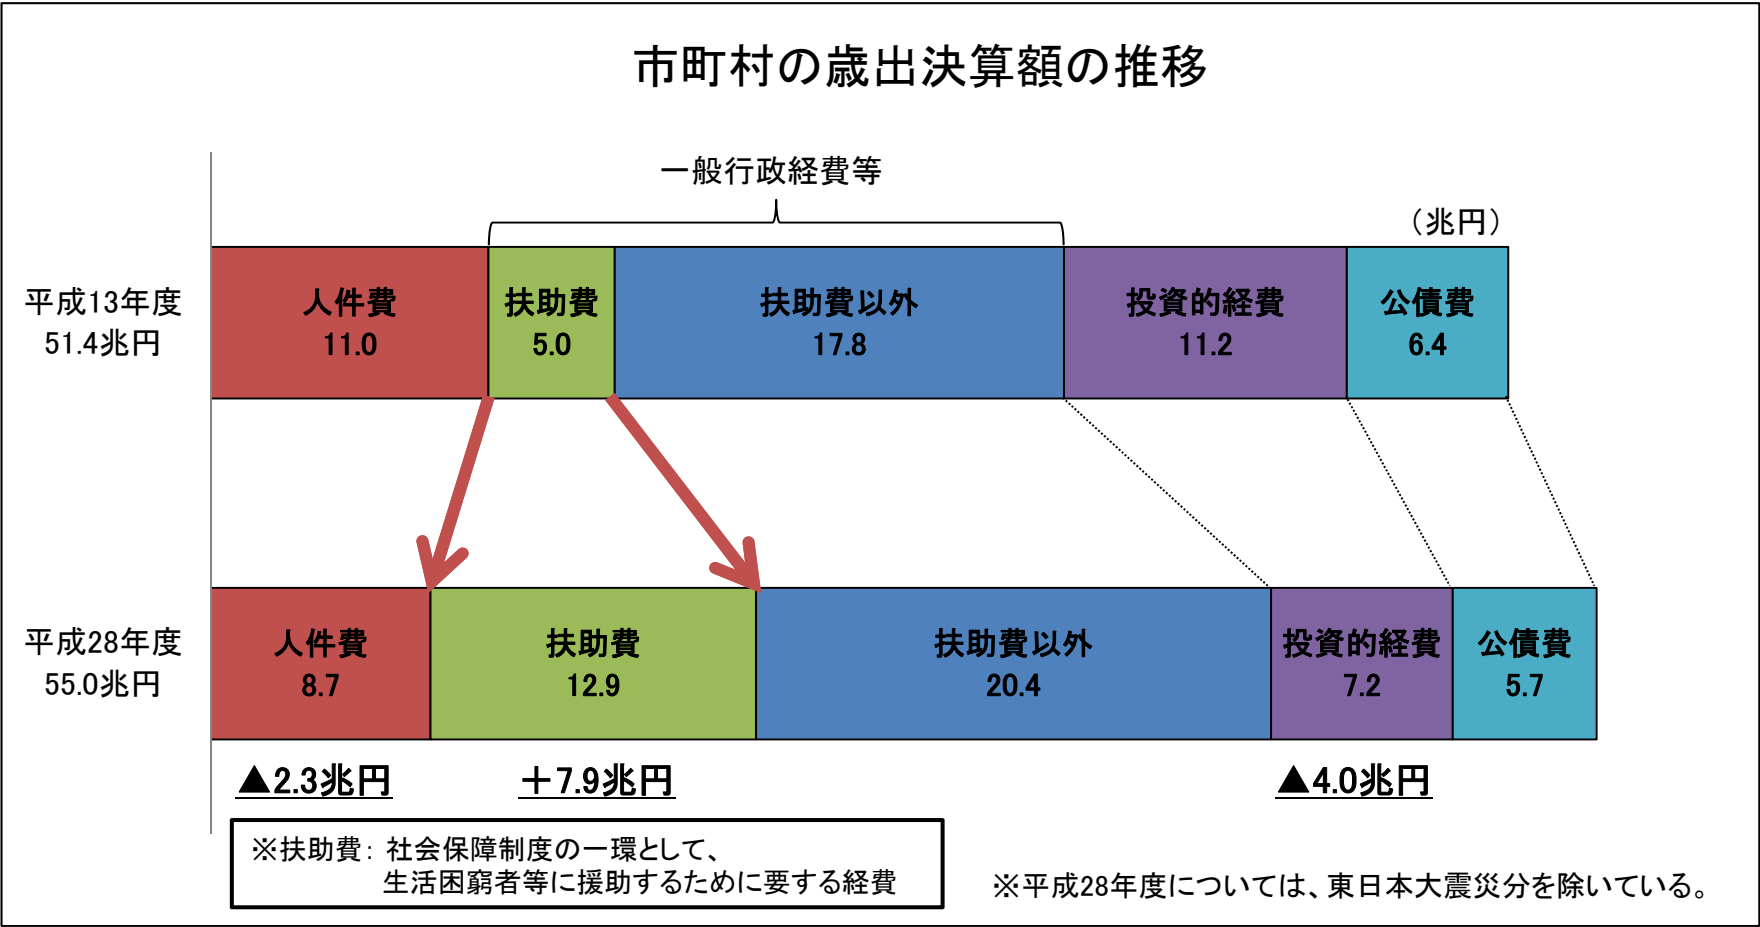 市町村の歳出決算額の推移
一般行政経費等
（兆円）
平成13年度
51.4兆円
人件費
11.0
扶助費
5.0
扶助費以外
17.8
投資的経費
11.2
公債費
6.4
平成28年度
55.0兆円
人件費
8.7
扶助費
12.9
扶助費以外
20.4
投資的経費
7.2
公債費
5.7
▲2.3兆円
＋7.9兆円
▲4.0兆円
※扶助費：社会保障制度の一環として、
生活困窮者等に援助するために要する経費
※平成28年度については、東日本大震災分を除いている。